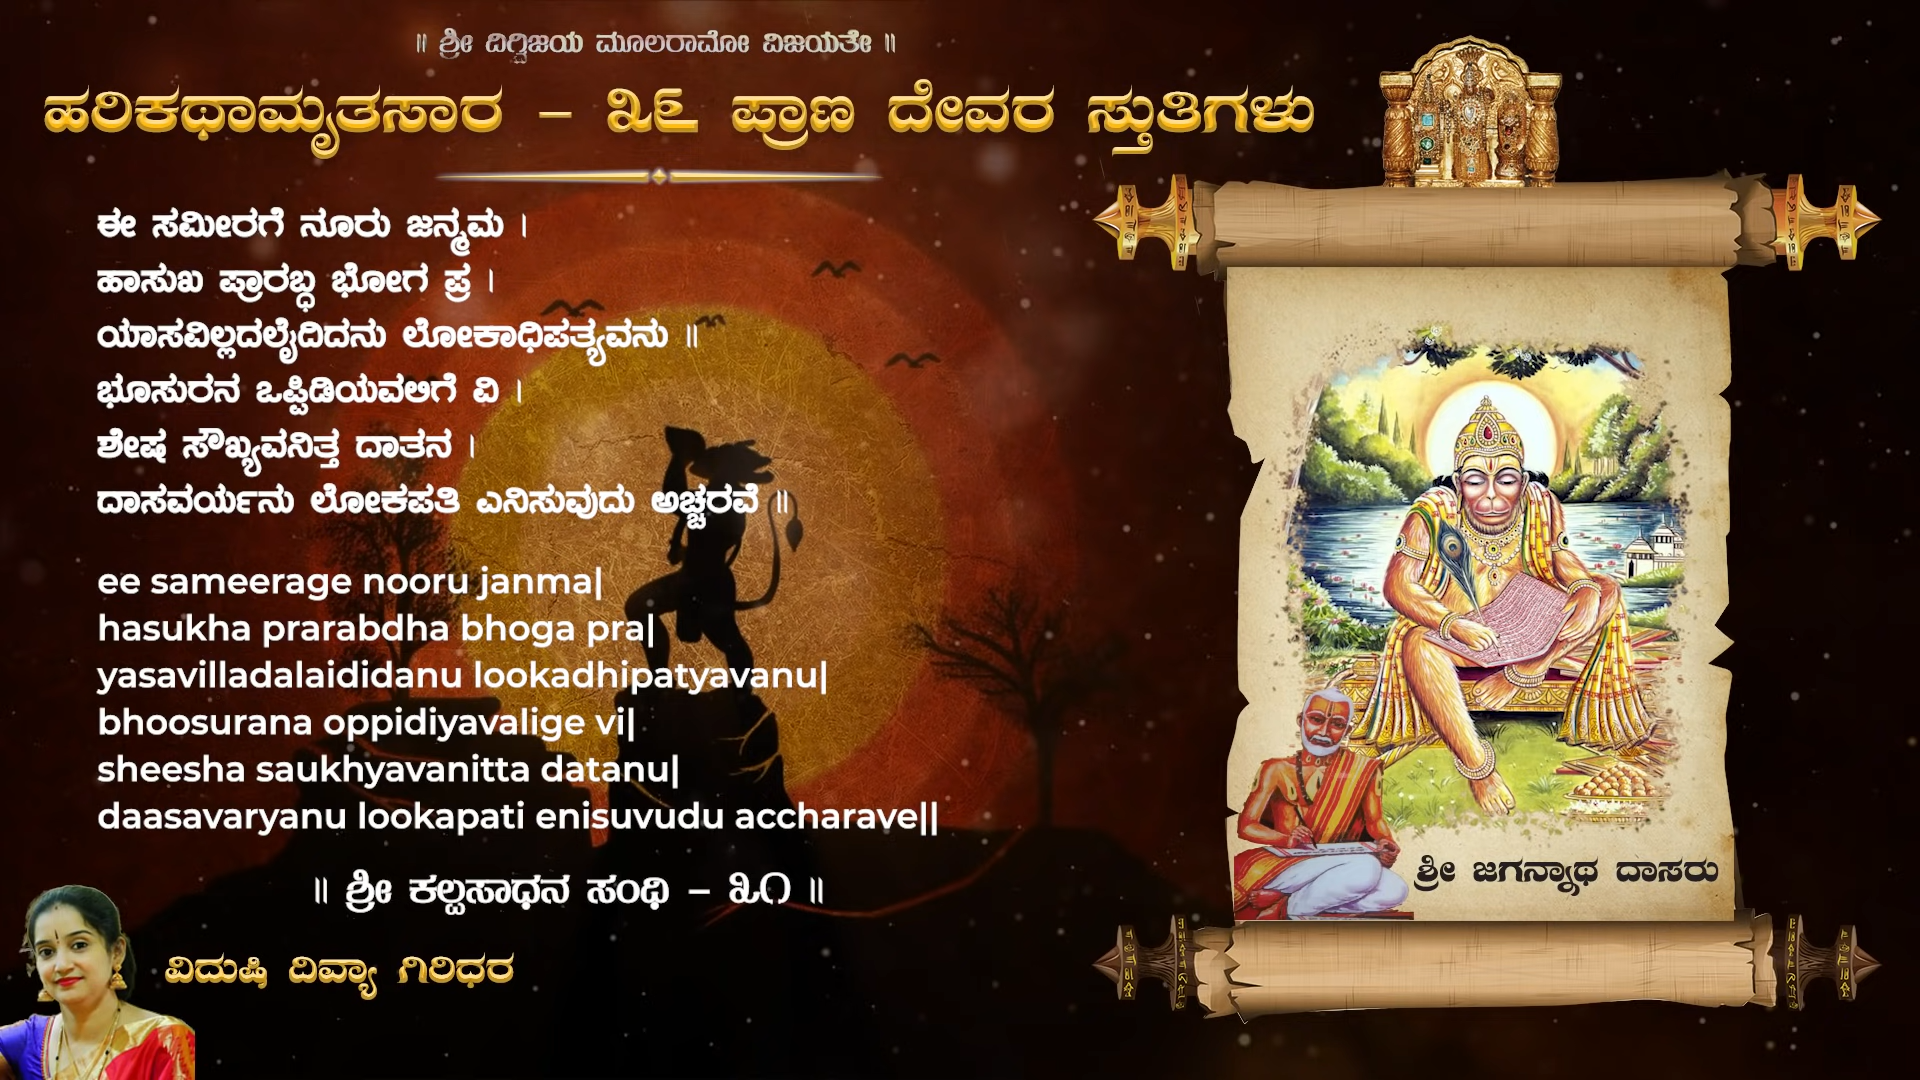 ॥ ಶ್ರೀ ದಿಗ್ವಿಜಯ ಮೂಲರಾಮೋ ವಿಜಯತೇ ॥
ಹರಿಕಥಾಮೃತಸಾರ – ೩೬ ಪ್ರಾಣ ದೇವರ ಸ್ತುತಿಗಳು
ಈ ಸಮೀರಗೆ ನೂರು ಜನ್ಮಮ ।
ಹಾಸುಖ ಪ್ರಾರಬ್ಧ ಭೋಗ ಪ್ರ ।
ಯಾಸವಿಲ್ಲದಲೈದಿದನು ಲೋಕಾಧಿಪತ್ಯವನು ॥
ಭೂಸುರನ ಒಪ್ಪಿಡಿಯವಲಿಗೆ ವಿ ।
ಶೇಷ ಸೌಖ್ಯವನಿತ್ತ ದಾತನ ।
ದಾಸವರ್ಯನು ಲೋಕಪತಿ ಎನಿಸುವುದು ಅಚ್ಚರವೆ ॥
ee sameerage nooru janma|
hasukha prarabdha bhoga pra|
yasavilladalaididanu lookadhipatyavanu|
bhoosurana oppidiyavalige vi|
sheesha saukhyavanitta datanu|
daasavaryanu lookapati enisuvudu accharave||
॥ ಶ್ರೀ ಕಲ್ಪಸಾಧನ ಸಂಧಿ – ೩೧ ॥
ವಿದುಷಿ ದಿವ್ಯಾ ಗಿರಿಧರ
ಶ್ರೀ ಜಗನ್ನಾಥ ದಾಸರು